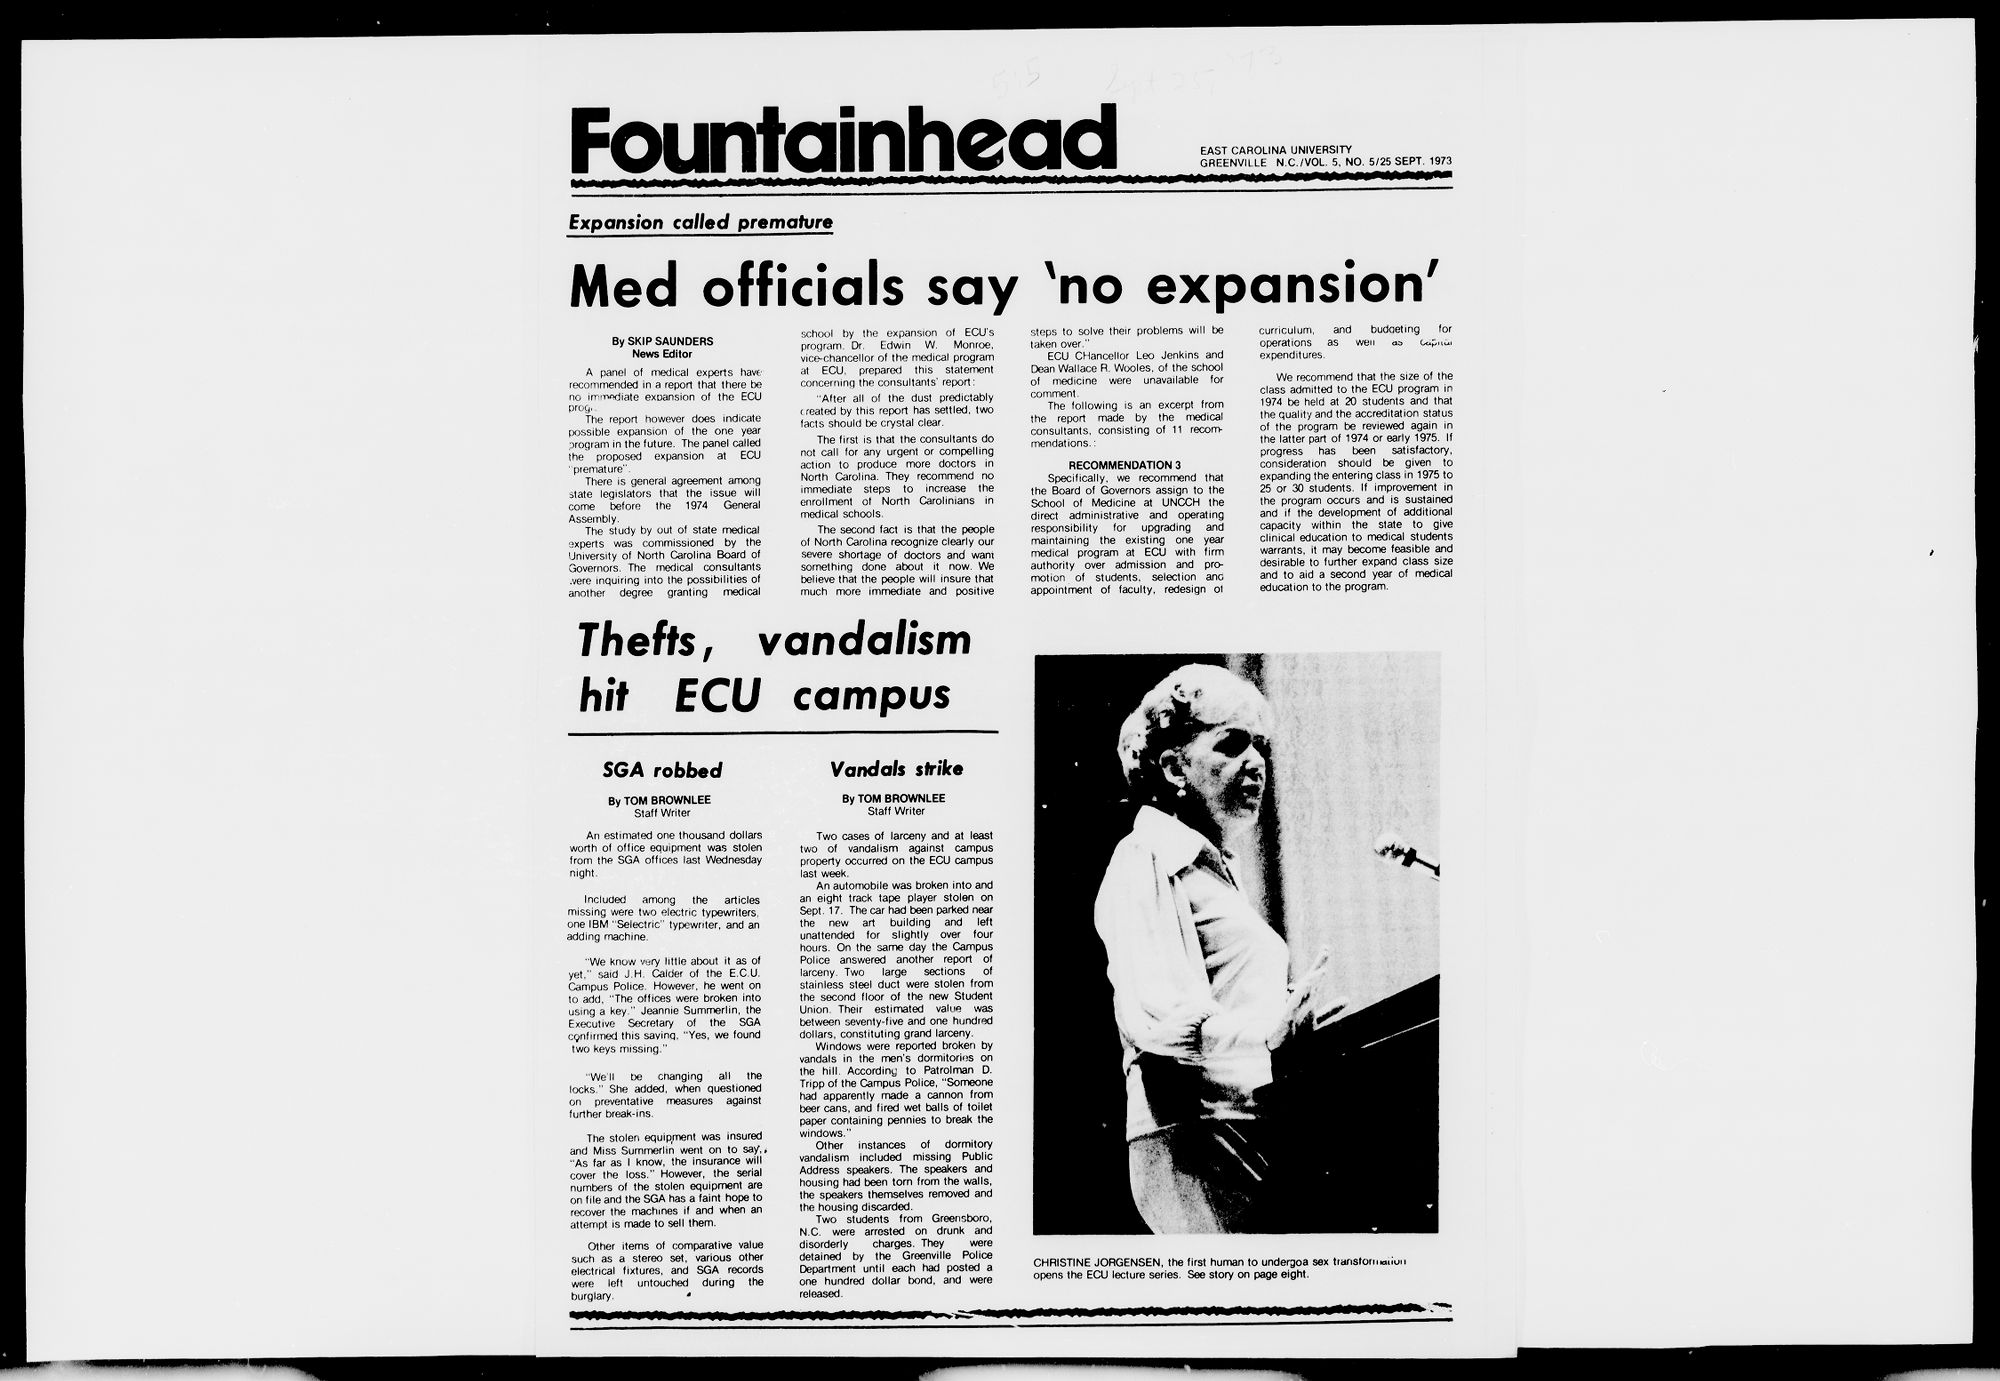 5:5 Sept 25, '73
Fountainhead
EAST CAROLINA UNIVERSITY
GREENVILLE N.C./VOL. 5, NO. 5/25 SEPT. 1973
Expansion called premature
Med officials say 'no expansion'
By SKIP SAUNDERS
News Editor
A panel of medical experts have
recommended in a report that there be
no immediate expansion of the ECU
The report however does indicate
possible expansion of the one year
program in the future. The panel called
the proposed expansion at ECU
"premature".
There is general agreement among
state legislators that the issue will
come before the 1974 General
Assembly.
The study by out of state medical
experts was commissioned by the
University of North Carolina Board of
Governors. The medical consultants
were inquiring into the possibilities of
another degree granting medical
school by the expansion of ECU's
program. Dr. Edwin W. Monroe,
vice-chancellor of the medical program
at ECU, prepared this statement
concerning the consultants' report:
"After all of the dust predictably
created by this report has settled, two
facts should be crystal clear.
The first is that the consultants do
not call for any urgent or compelling
action to produce more doctors in
North Carolina. They recommend no
immediate steps to increase the
enrollment of North Carolinians in
medical schools.
The second fact is that the people
of North Carolina recognize clearly our
severe shortage of doctors and want
something done about it now. We
believe that the people will insure that
much more immediate and positive
steps to solve their problems will be
taken over."
ECU CHancellor Leo Jenkins and
Dean Wallace R. Wooles, of the school
of medicine were unavailable for
comment.
The following is an excerpt from
the report made by the medical
consultants, consisting of 11 recom-
mendations.:
RECOMMENDATION 3
Specifically, we recommend that
the Board of Governors assign to the
School of Medicine at UNCCH the
direct administrative and operating
responsibility for upgrading and
maintaining the existing one year
medical program at ECU with firm
authority over admission and pro-
motion of students, selection and
appointment of faculty, redesign of
curriculum, and budgeting for
operations as well as capital
expenditures.
We recommend that the size of the
class admitted to the ECU program in
1974 be held at 20 students and that
the quality and the accreditation status
of the program be reviewed again in
the latter part of 1974 or early 1975. If
progress has been satisfactory,
consideration should be given to
expanding the entering class in 1975 to
25 or 30 students. If improvement in
the program occurs and is sustained
and if the development of additional
capacity within the state to give
clinical education to medical students
warrants, it may become feasible and
desirable to further expand class size
and to aid a second year of medical
education to the program.
Thefts, vandalism
hit ECU campus
SGA robbed
By TOM BROWNLEE
Staff Writer
An estimated one thousand dollars
worth of office equipment was stolen
from the SGA offices last Wednesday
night.
Included among the articles
missing were two electric typewriters,
one IBM "Selectric" typewriter, and an
adding machine.
"We know very little about it as of
yet," said J.H. Calder of the E.C.U.
Campus Police. However, he went on
to add, "The offices were broken into
using a key." Jeannie Summerlin, the
Executive Secretary of the SGA
confirmed this saying, "Yes, we found
two keys missing."
"We'll be changing all the
locks." She added, when questioned
on preventative measures against
further break-ins.
The stolen equipment was insured
and Miss Summerlin went on to say,
"As far as I know, the insurance will
cover the loss." However, the serial
numbers of the stolen equipment are
on file and the SGA has a faint hope to
recover the machines if and when an
attempt is made to sell them.
Other items of comparative value
such as a stereo set, various other
electrical fixtures, and SGA records
were left untouched during the
burglary.
Vandals strike
By TOM BROWNLEE
Staff Writer
Two cases of larceny and at least
two of vandalism against campus
property occurred on the ECU campus
last week.
An automobile was broken into and
an eight track tape player stolen on
Sept. 17. The car had been parked near
the new art building and left
unattended for slightly over four
hours. On the same day the Campus
Police answered another report of
larceny. Two large sections of
stainless steel duct were stolen from
the second floor of the new Student
Union. Their estimated value was
between seventy-five and one hundred
dollars, constituting grand larceny.
Windows were reported broken by
vandals in the men's dormitories on
the hill. According to Patrolman D.
Tripp of the Campus Police, "Someone
had apparently made a cannon from
beer cans, and fired wet balls of toilet
paper containing pennies to break the
windows."
Other instances of dormitory
vandalism included missing Public
Address speakers. The speakers and
housing had been torn from the walls,
the speakers themselves removed and
the housing discarded.
Two students from Greensboro,
N.C. were arrested on drunk and
disorderly charges. They were
detained by the Greenville Police
Department until each had posted a
one hundred dollar bond, and were
released.
CHRISTINE JORGENSEN, the first human to undergoa sex transformation
opens the ECU lecture series. See story on page eight.